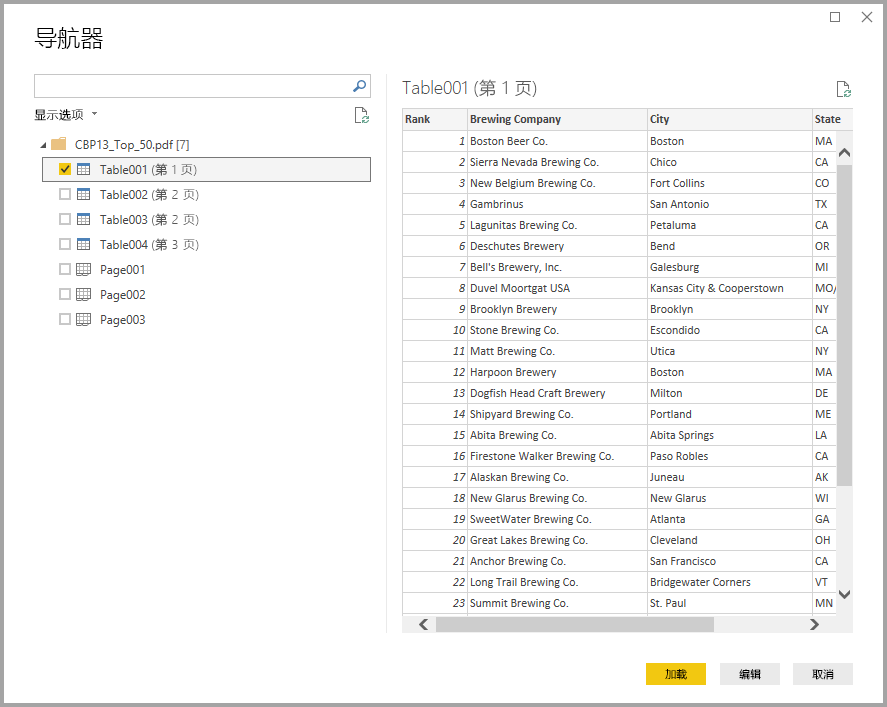 导航器
显示选项
CBP13_Top_50.pdf [7]
Table001 (第 1 页)
Table002 (第 2 页)
Table003 (第 2 页)
Table004 (第 3 页)
Page001
Page002
Page003
Table001 (第 1 页)
Rank Brewing Company City State
1 Boston Beer Co. Boston MA
2 Sierra Nevada Brewing Co. Chico CA
3 New Belgium Brewing Co. Fort Collins CO
4 Gambrinus San Antonio TX
5 Lagunitas Brewing Co. Petaluma CA
6 Deschutes Brewery Bend OR
7 Bell's Brewery, Inc. Galesburg MI
8 Duvel Moortgat USA Kansas City & Cooperstown MO/
9 Brooklyn Brewery Brooklyn NY
10 Stone Brewing Co. Escondido CA
11 Matt Brewing Co. Utica NY
12 Harpoon Brewery Boston MA
13 Dogfish Head Craft Brewery Milton DE
14 Shipyard Brewing Co. Portland ME
15 Abita Brewing Co. Abita Springs LA
16 Firestone Walker Brewing Co. Paso Robles CA
17 Alaskan Brewing Co. Juneau AK
18 New Glarus Brewing Co. New Glarus WI
19 SweetWater Brewing Co. Atlanta GA
20 Great Lakes Brewing Co. Cleveland OH
21 Anchor Brewing Co. San Francisco CA
22 Long Trail Brewing Co. Bridgewater Corners VT
23 Summit Brewing Co. St. Paul MN
加载 编辑 取消